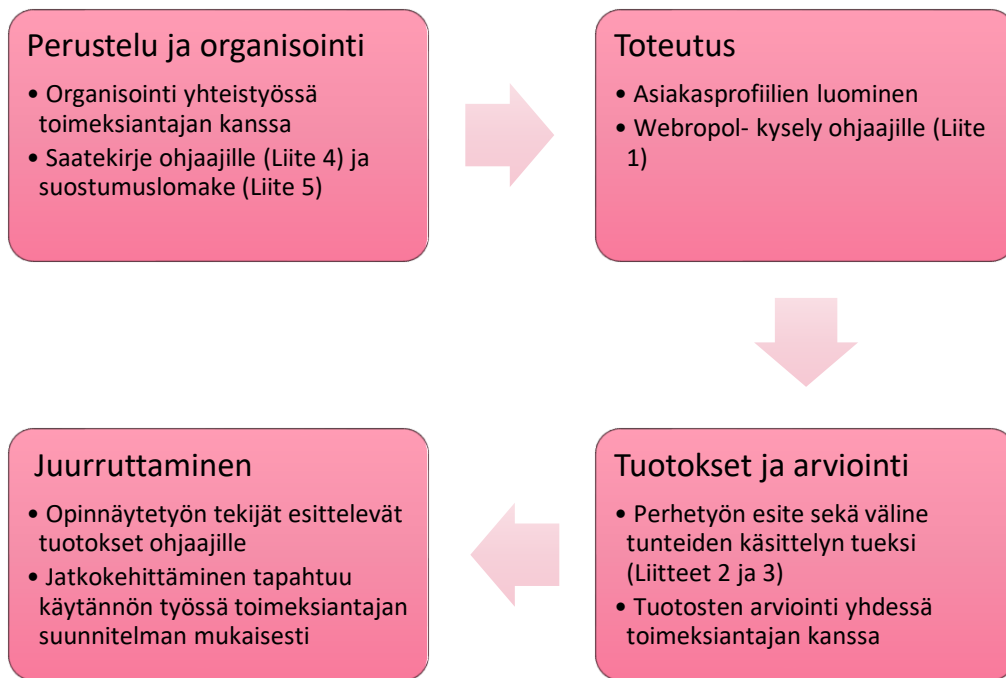 Perustelu ja organisointi
• Organisointi yhteistyössä
toimeksiantajan kanssa
• Saatekirje ohjaajille (Liite 4) ja
suostumuslomake (Liite 5)
Toteutus
• Asiakasprofiilien luominen
• Webropol- kysely ohjaajille (Liite
1)
Tuotokset ja arviointi
• Perhetyön esite sekä väline
tunteiden käsittelyn tueksi
(Liitteet 2 ja 3)
• Tuotosten arviointi yhdessä
toimeksiantajan kanssa
Juurruttaminen
• Opinnäytetyön tekijät esittelevät
tuotokset ohjaajille
• Jatkokehittäminen tapahtuu
käytännön työssä toimeksiantajan
suunnitelman mukaisesti